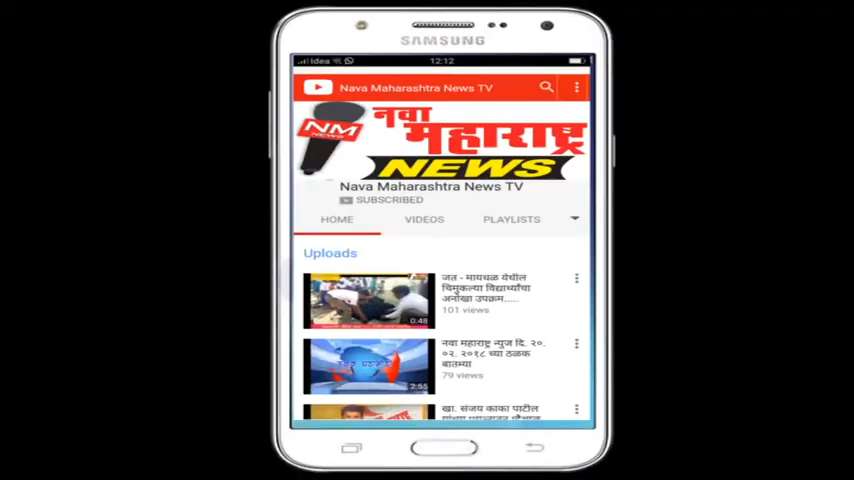 SAMSUNG
Idea
12:12
Nava Maharashtra News TV
NM
NEWS
नवा
महाराष्ट्र
NEWS
Nava Maharashtra News TV
SUBSCRIBED
HOME VIDEOS PLAYLISTS
Uploads
जत - मायथळ येथील
चिमुकल्या विद्यार्थ्यांचा
अनोखा उपक्रम.....
101 views
0:48
नवा महाराष्ट्र न्युज दि. २०.
०२. २०१८ च्या ठळक
बातम्या
79 views
2:55
खा. संजय काका पाटील